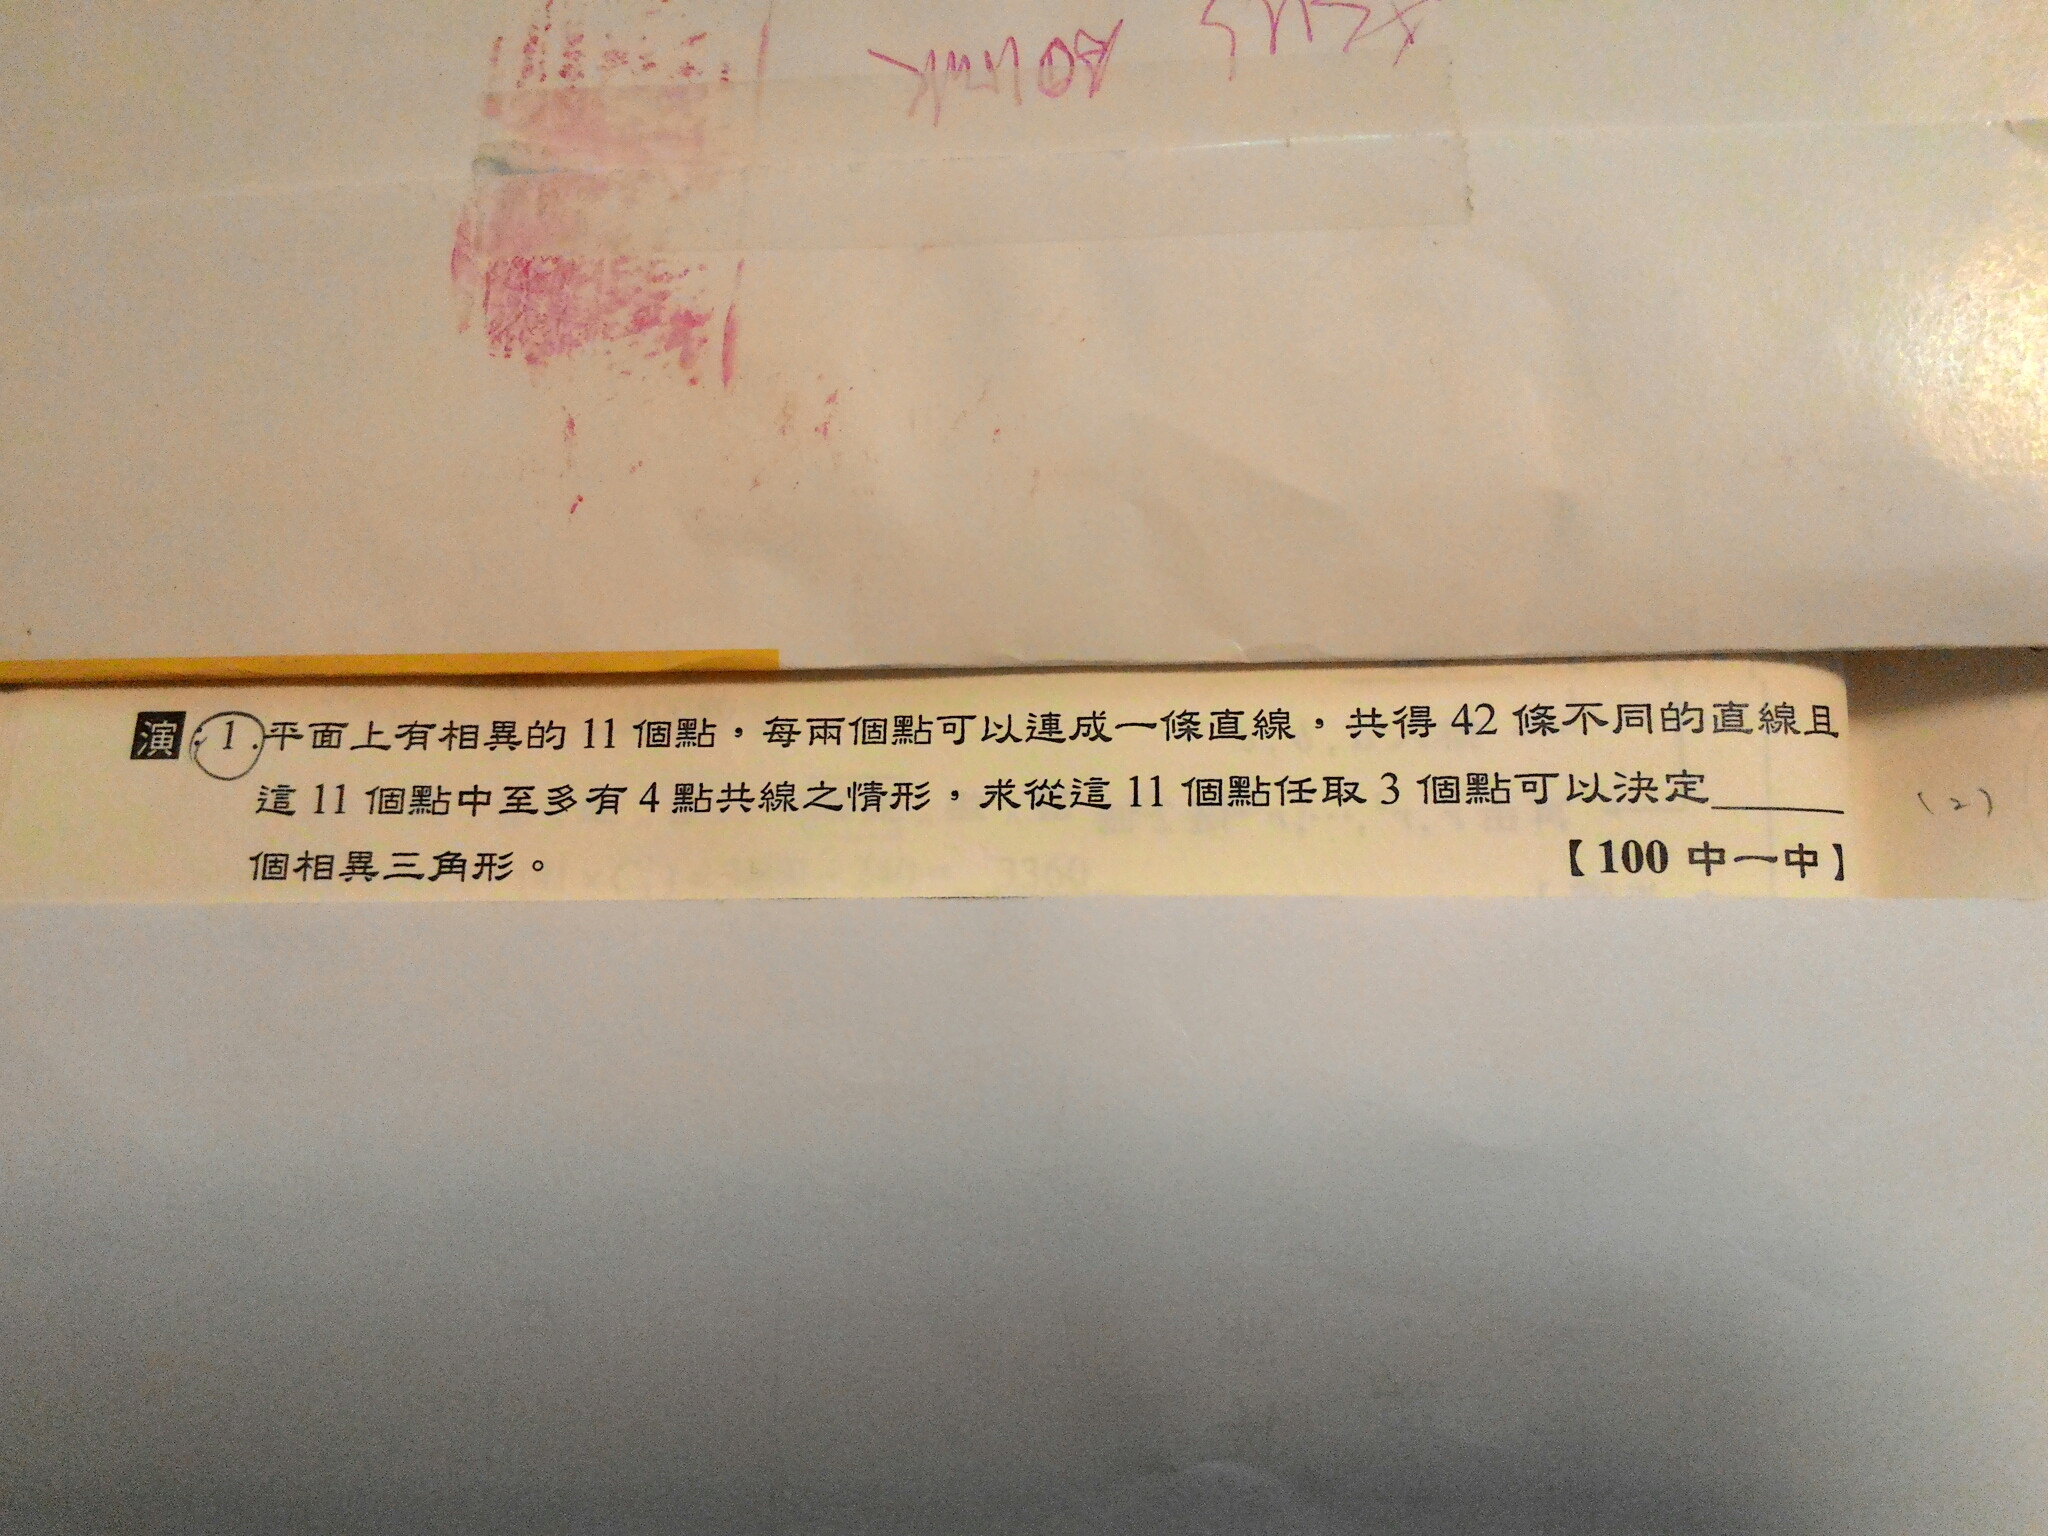 演 1.平面上有相異的 11 個點，每兩個點可以連成一條直線，共得 42 條不同的直線且
這 11 個點中至多有 4 點共線之情形，求從這 11 個點任取 3 個點可以決定______
個相異三角形。 【100 中一中】
(2)